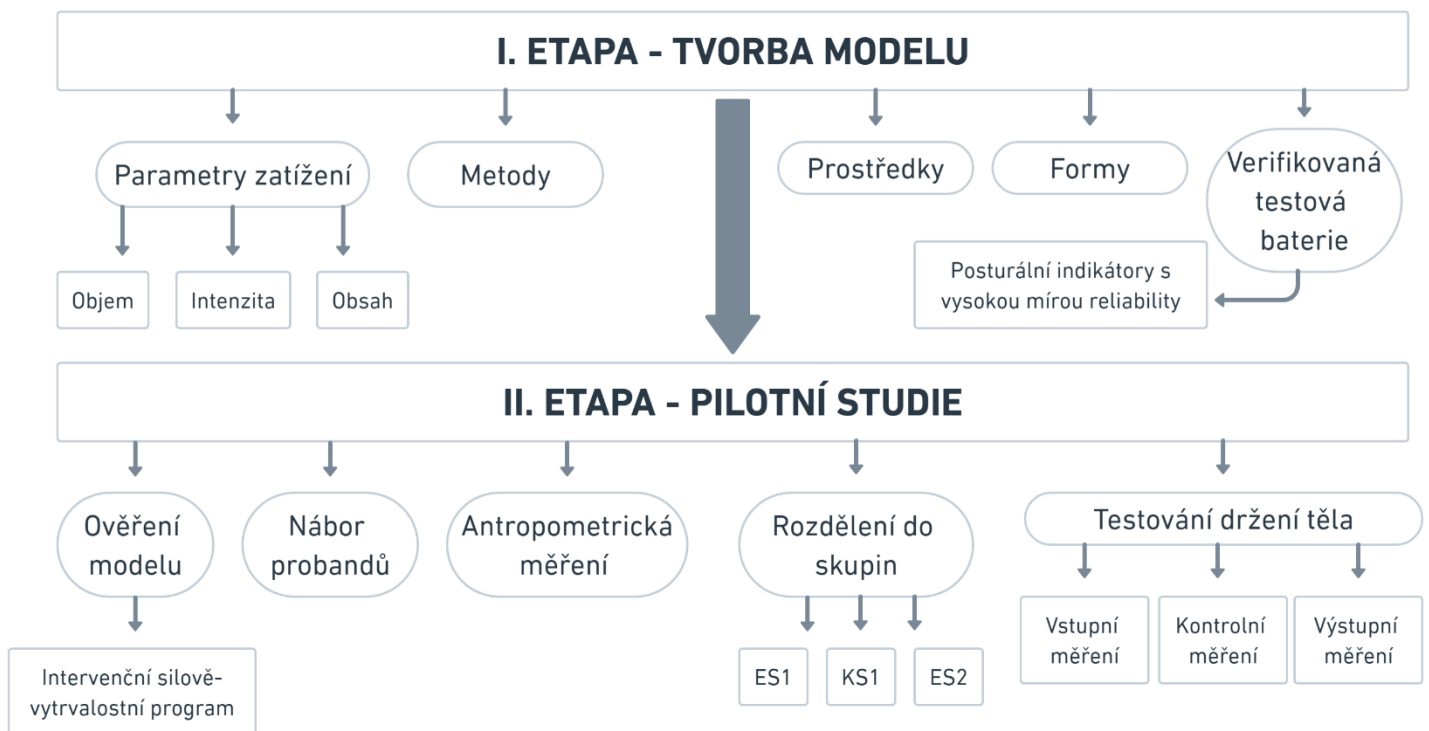 I. ETAPA - TVORBA MODELU
Parametry zatížení
Metody
Prostředky
Formy
Verifikovaná
testová
baterie
Objem
Intenzita
Obsah
Posturální indikátory s
vysokou mírou reliability
II. ETAPA - PILOTNÍ STUDIE
Ověření
modelu
Nábor
probandů
Antropometrická
měření
Rozdělení do
skupin
Testování držení těla
Intervenční silově-
vytrvalostní program
ES1
KS1
ES2
Vstupní
měření
Kontrolní
měření
Výstupní
měření